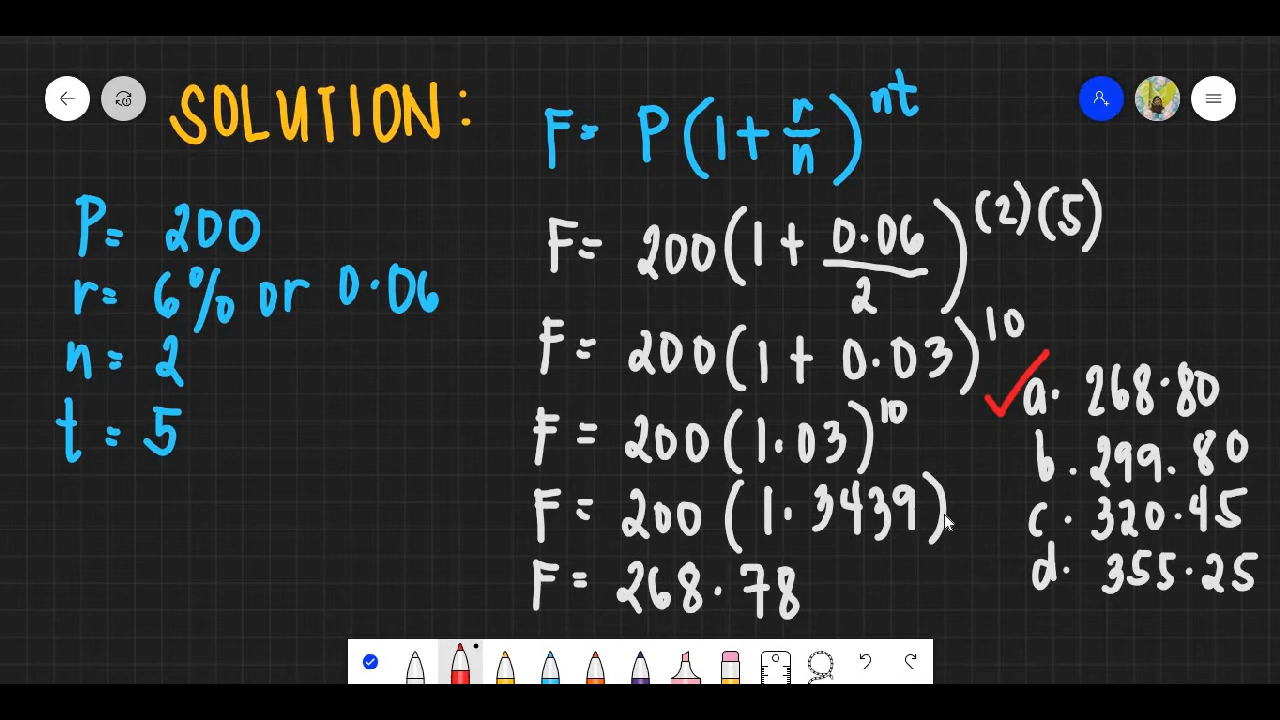 SOLUTION:
P= 200
r= 6% or 0.06
n= 2
t= 5
F= P(1+r/n)^nt
F= 200(1+0.06/2)^(2)(5)
F= 200(1+0.03)^10
F= 200(1.03)^10
F= 200(1.3439)
F= 268.78
a. 268.80
b. 299.80
c. 320.45
d. 355.25